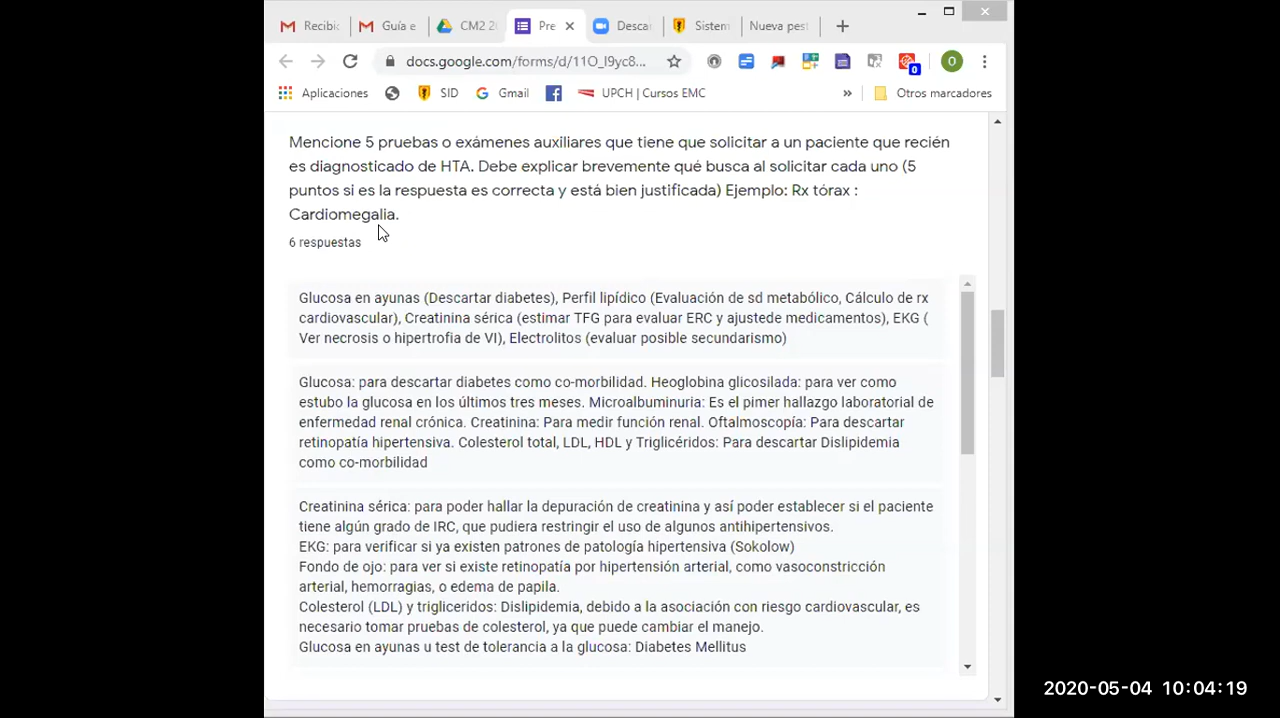 Recibic
Guía e
CM2 20
Pre
Desca
Sistem
Nueva pest
docs.google.com/forms/d/11O_l9yc8...
0
O
Aplicaciones
SID
Gmail
UPCH | Cursos EMC
»
Otros marcadores
Mencione 5 pruebas o exámenes auxiliares que tiene que solicitar a un paciente que recién
es diagnosticado de HTA. Debe explicar brevemente qué busca al solicitar cada uno (5
puntos si es la respuesta es correcta y está bien justificada) Ejemplo: Rx tórax :
Cardiomegalia.
6 respuestas
Glucosa en ayunas (Descartar diabetes), Perfil lipídico (Evaluación de sd metabólico, Cálculo de rx
cardiovascular), Creatinina sérica (estimar TFG para evaluar ERC y ajustede medicamentos), EKG (
Ver necrosis o hipertrofia de VI), Electrolitos (evaluar posible secundarismo)
Glucosa: para descartar diabetes como co-morbilidad. Heoglobina glicosilada: para ver como
estubo la glucosa en los últimos tres meses. Microalbuminuria: Es el pimer hallazgo laboratorial de
enfermedad renal crónica. Creatinina: Para medir función renal. Oftalmoscopía: Para descartar
retinopatía hipertensiva. Colesterol total, LDL, HDL y Triglicéridos: Para descartar Dislipidemia
como co-morbilidad
Creatinina sérica: para poder hallar la depuración de creatinina y así poder establecer si el paciente
tiene algún grado de IRC, que pudiera restringir el uso de algunos antihipertensivos.
EKG: para verificar si ya existen patrones de patología hipertensiva (Sokolow)
Fondo de ojo: para ver si existe retinopatía por hipertensión arterial, como vasoconstricción
arterial, hemorragias, o edema de papila.
Colesterol (LDL) y trigliceridos: Dislipidemia, debido a la asociación con riesgo cardiovascular, es
necesario tomar pruebas de colesterol, ya que puede cambiar el manejo.
Glucosa en ayunas u test de tolerancia a la glucosa: Diabetes Mellitus
2020-05-04 10:04:19